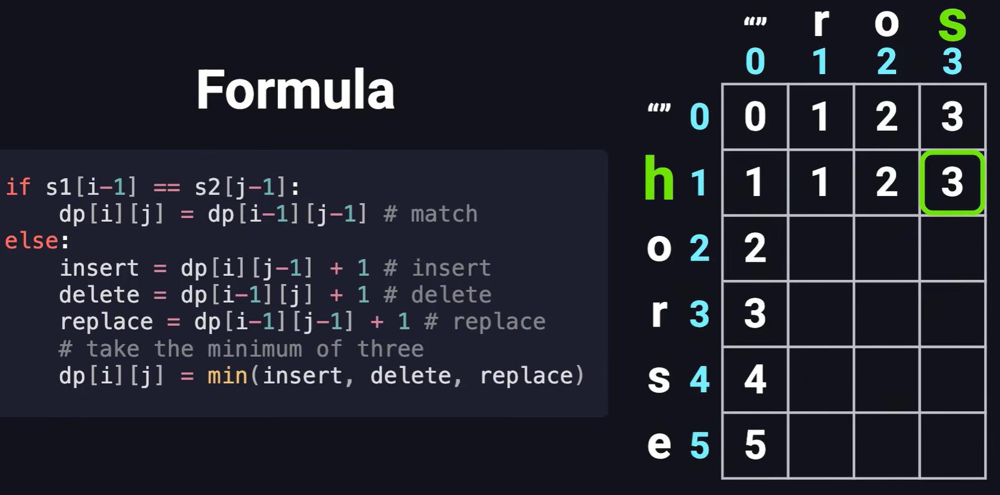 Formula
if s1[i-1] == s2[j-1]:
    dp[i][j] = dp[i-1][j-1] # match
else:
    insert = dp[i][j-1] + 1 # insert
    delete = dp[i-1][j] + 1 # delete
    replace = dp[i-1][j-1] + 1 # replace
    # take the minimum of three
    dp[i][j] = min(insert, delete, replace)
“” r o s
0 1 2 3
“” 0 0 1 2 3
h 1 1 1 2 3
o 2 2
r 3 3
s 4 4
e 5 5